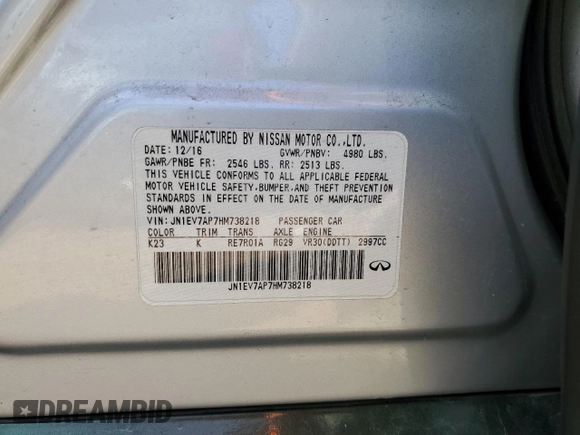 MANUFACTURED BY NISSAN MOTOR CO.,LTD.
DATE: 12/16 GVWR/PNBV: 4980 LBS.
GAWR/PNBE FR: 2546 LBS. RR: 2513 LBS.
THIS VEHICLE CONFORMS TO ALL APPLICABLE FEDERAL
MOTOR VEHICLE SAFETY,BUMPER,AND THEFT PREVENTION
STANDARDS IN EFFECT ON THE DATE OF MANUFACTURE
SHOWN ABOVE.
VIN: JN1EV7AP7HM738218 PASSENGER CAR
COLOR TRIM TRANS AXLE ENGINE
K23 K RE7R01A RG29 VR30(DDTT) 2997CC
JN1EV7AP7HM738218
DREAMBID